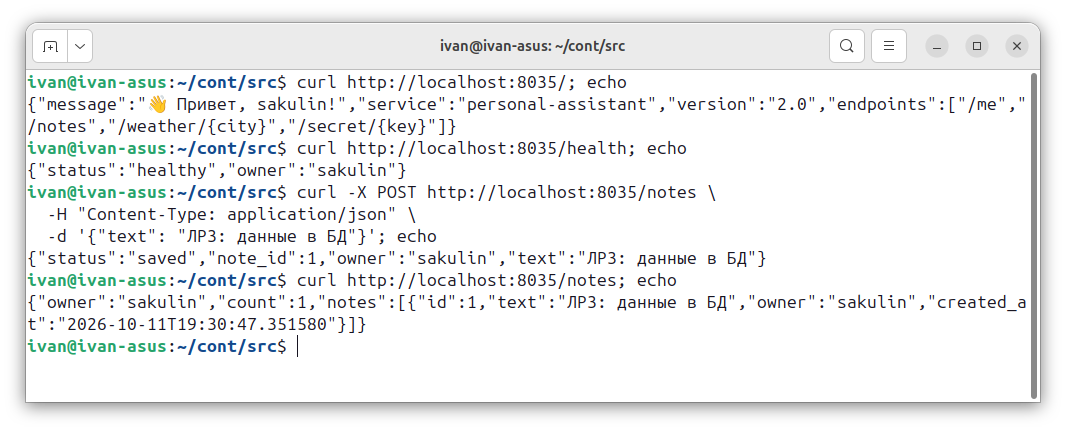 ivan@ivan-asus: ~/cont/src
ivan@ivan-asus:~/cont/src$ curl http://localhost:8035/; echo
{"message":"👋 Привет, sakulin!","service":"personal-assistant","version":"2.0","endpoints":["/me","
/notes","/weather/{city}","/secret/{key}"]}
ivan@ivan-asus:~/cont/src$ curl http://localhost:8035/health; echo
{"status":"healthy","owner":"sakulin"}
ivan@ivan-asus:~/cont/src$ curl -X POST http://localhost:8035/notes \
  -H "Content-Type: application/json" \
  -d '{"text": "ЛР3: данные в БД"}'; echo
{"status":"saved","note_id":1,"owner":"sakulin","text":"ЛР3: данные в БД"}
ivan@ivan-asus:~/cont/src$ curl http://localhost:8035/notes; echo
{"owner":"sakulin","count":1,"notes":[{"id":1,"text":"ЛР3: данные в БД","owner":"sakulin","created_a
t":"2026-10-11T19:30:47.351580"}]}
ivan@ivan-asus:~/cont/src$